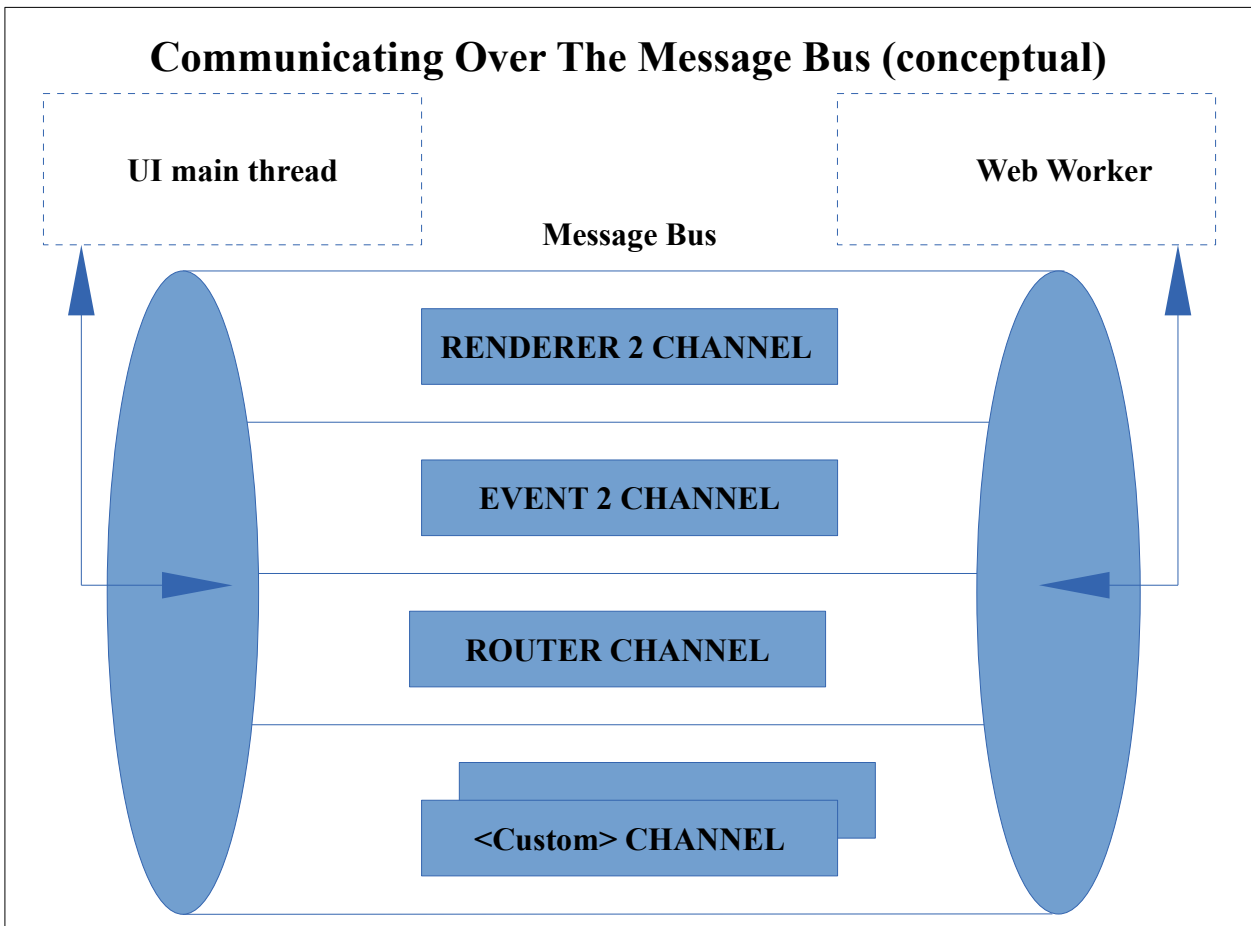 Communicating Over The Message Bus (conceptual)
UI main thread
Web Worker
Message Bus
RENDERER 2 CHANNEL
EVENT 2 CHANNEL
ROUTER CHANNEL
<Custom> CHANNEL